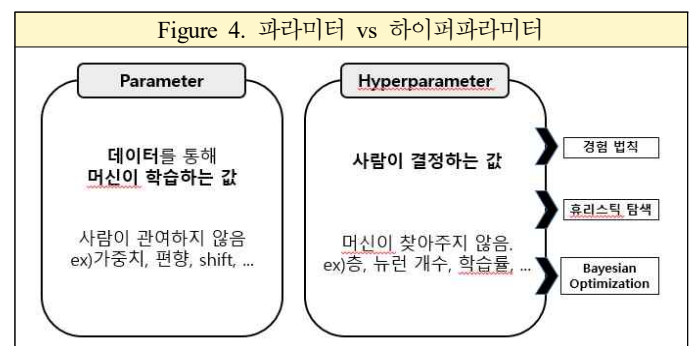 Figure 4. 파라미터 vs 하이퍼파라미터
Parameter
데이터를 통해
머신이 학습하는 값
사람이 관여하지 않음
ex)가중치, 편향, shift, ...
Hyperparameter
사람이 결정하는 값
머신이 찾아주지 않음.
ex)층, 뉴런 개수, 학습률, ...
경험 법칙
휴리스틱 탐색
Bayesian
Optimization